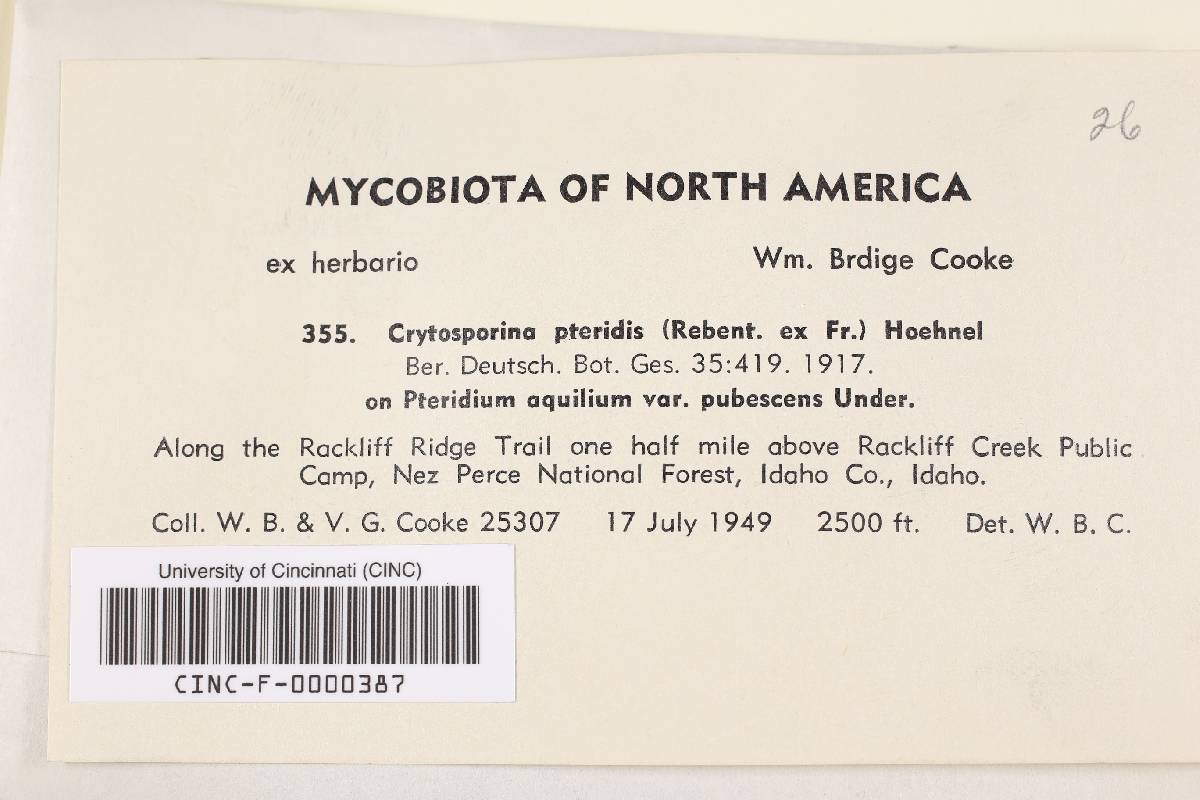 26
MYCOBIOTA OF NORTH AMERICA
ex herbario Wm. Brdige Cooke
355. Crytosporina pteridis (Rebent. ex Fr.) Hoehnel
Ber. Deutsch. Bot. Ges. 35:419. 1917.
on Pteridium aquilium var. pubescens Under.
Along the Rackliff Ridge Trail one half mile above Rackliff Creek Public
Camp, Nez Perce National Forest, Idaho Co., Idaho.
Coll. W. B. & V. G. Cooke 25307 17 July 1949 2500 ft. Det. W. B. C.
University of Cincinnati (CINC)
CINC-F-0000387